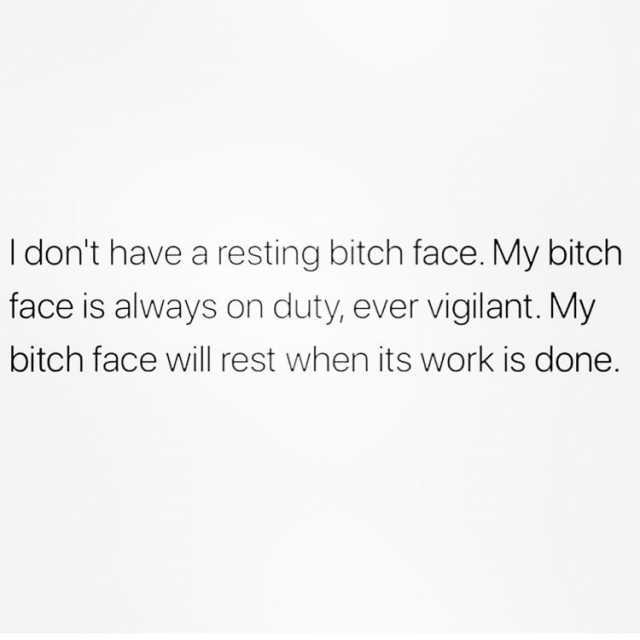 I don't have a resting bitch face. My bitch
face is always on duty, ever vigilant. My
bitch face will rest when its work is done.